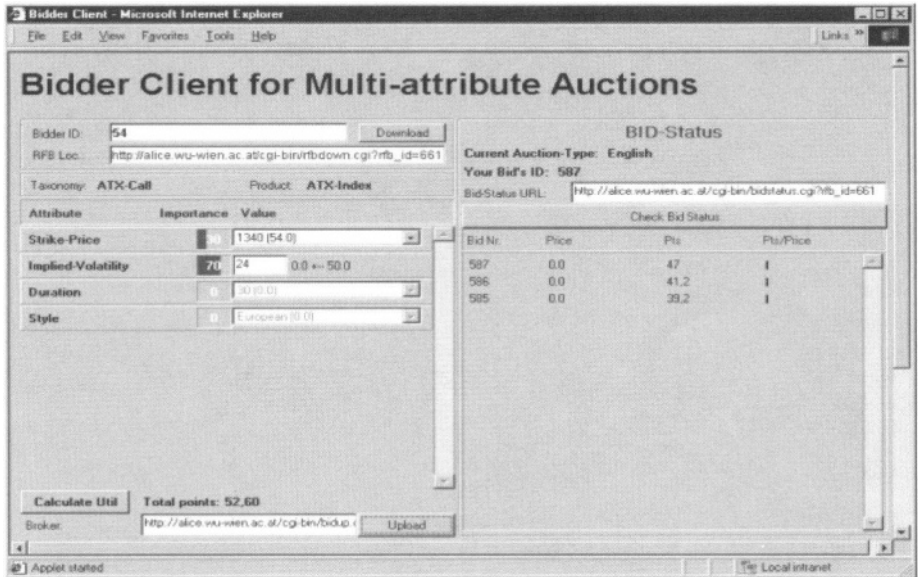 Bidder Client - Microsoft Internet Explorer
File Edit View Favorites Tools Help
Links »
Bidder Client for Multi-attribute Auctions
Bidder ID: 54 Download
RFB Loc.: http://alice.wu-wien.ac.at/cgi-bin/rfbdown.cgi?rfb_id=661
Taxonomy: ATX-Call Product: ATX-Index
Attribute Importance Value
Strike-Price 30 1340 (54.0)
Implied-Volatility 70 24 0.0 +-- 50.0
Duration 0 30 (0.0)
Style 0 European (0.0)
Calculate Util Total points: 52,60
Broker: http://alice.wu-wien.ac.at/cgi-bin/bidup. Upload
BID-Status
Current Auction-Type: English
Your Bid's ID: 587
Bid-Status URL: http://alice.wu-wien.ac.at/cgi-bin/bidstatus.cgi?rfb_id=661
Check Bid Status
Bid Nr. Price Pts Pts/Price
587 0.0 47
586 0.0 41,2
585 0.0 39,2
Applet started
Local intranet